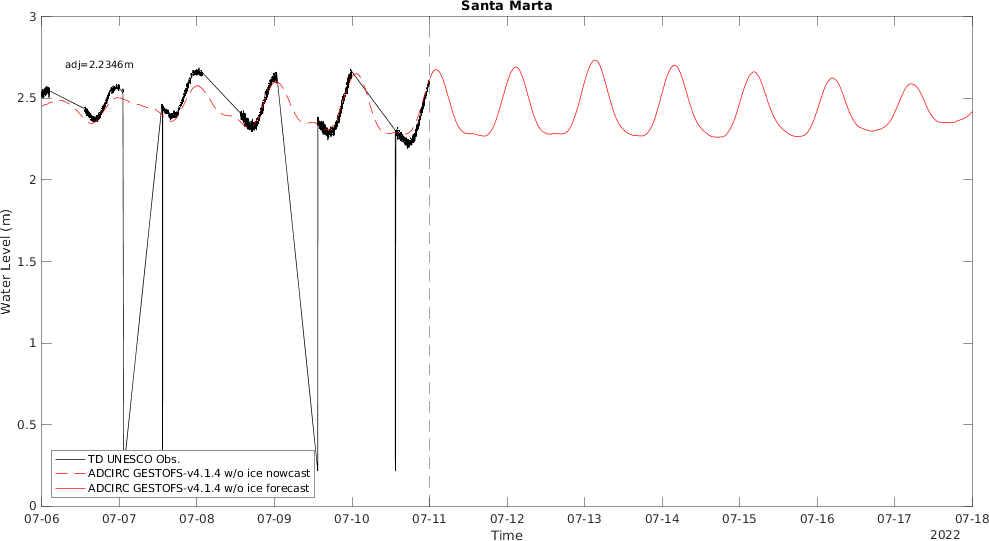 Santa Marta
adj=2.2346m
3
2.5
2
1.5
1
0.5
0
Water Level (m)
TD UNESCO Obs.
ADCIRC GESTOFS-v4.1.4 w/o ice nowcast
ADCIRC GESTOFS-v4.1.4 w/o ice forecast
07-06 07-07 07-08 07-09 07-10 07-11 07-12 07-13 07-14 07-15 07-16 07-17 07-18
Time
2022